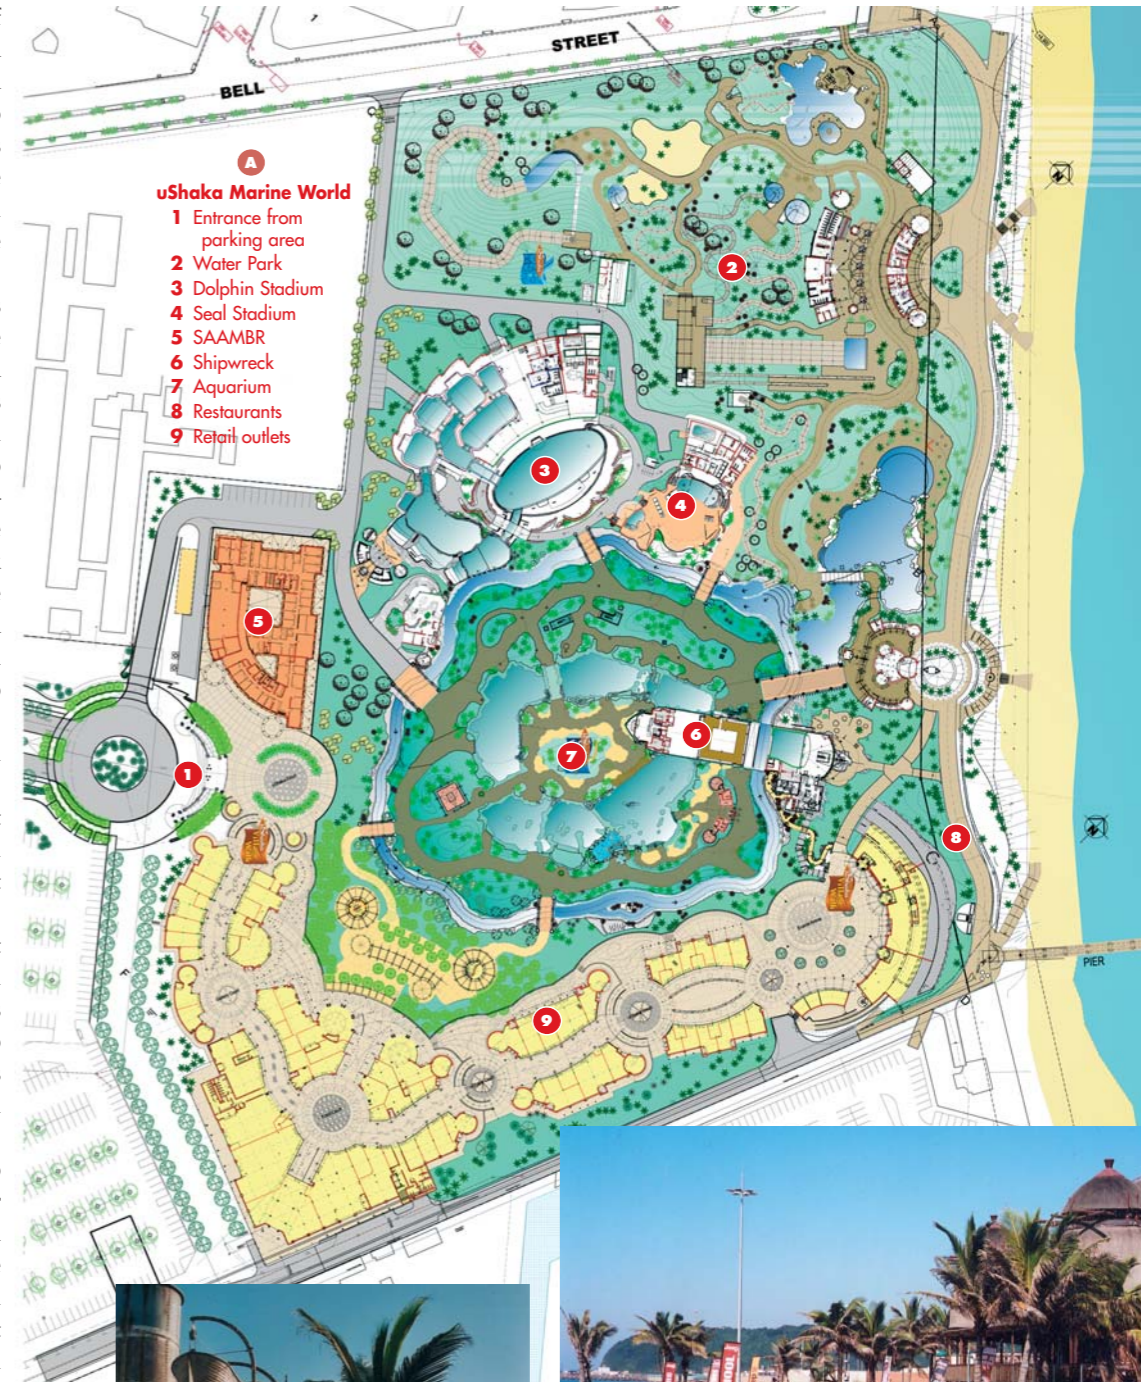 BELL STREET
A
uShaka Marine World
1 Entrance from
parking area
2 Water Park
3 Dolphin Stadium
4 Seal Stadium
5 SAAMBR
6 Shipwreck
7 Aquarium
8 Restaurants
9 Retail outlets
2
3
4
5
6
7
1
8
PIER
9